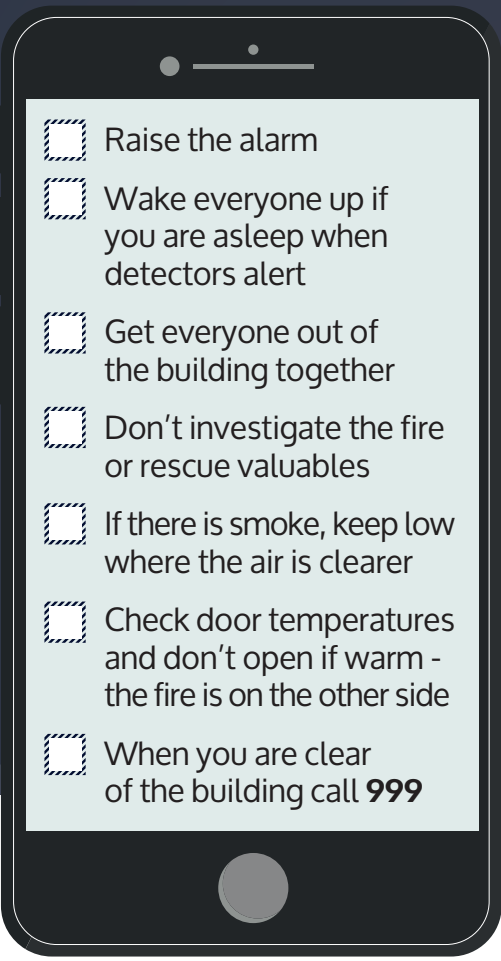 Raise the alarm
Wake everyone up if
you are asleep when
detectors alert
Get everyone out of
the building together
Don’t investigate the fire
or rescue valuables
If there is smoke, keep low
where the air is clearer
Check door temperatures
and don’t open if warm -
the fire is on the other side
When you are clear
of the building call 999